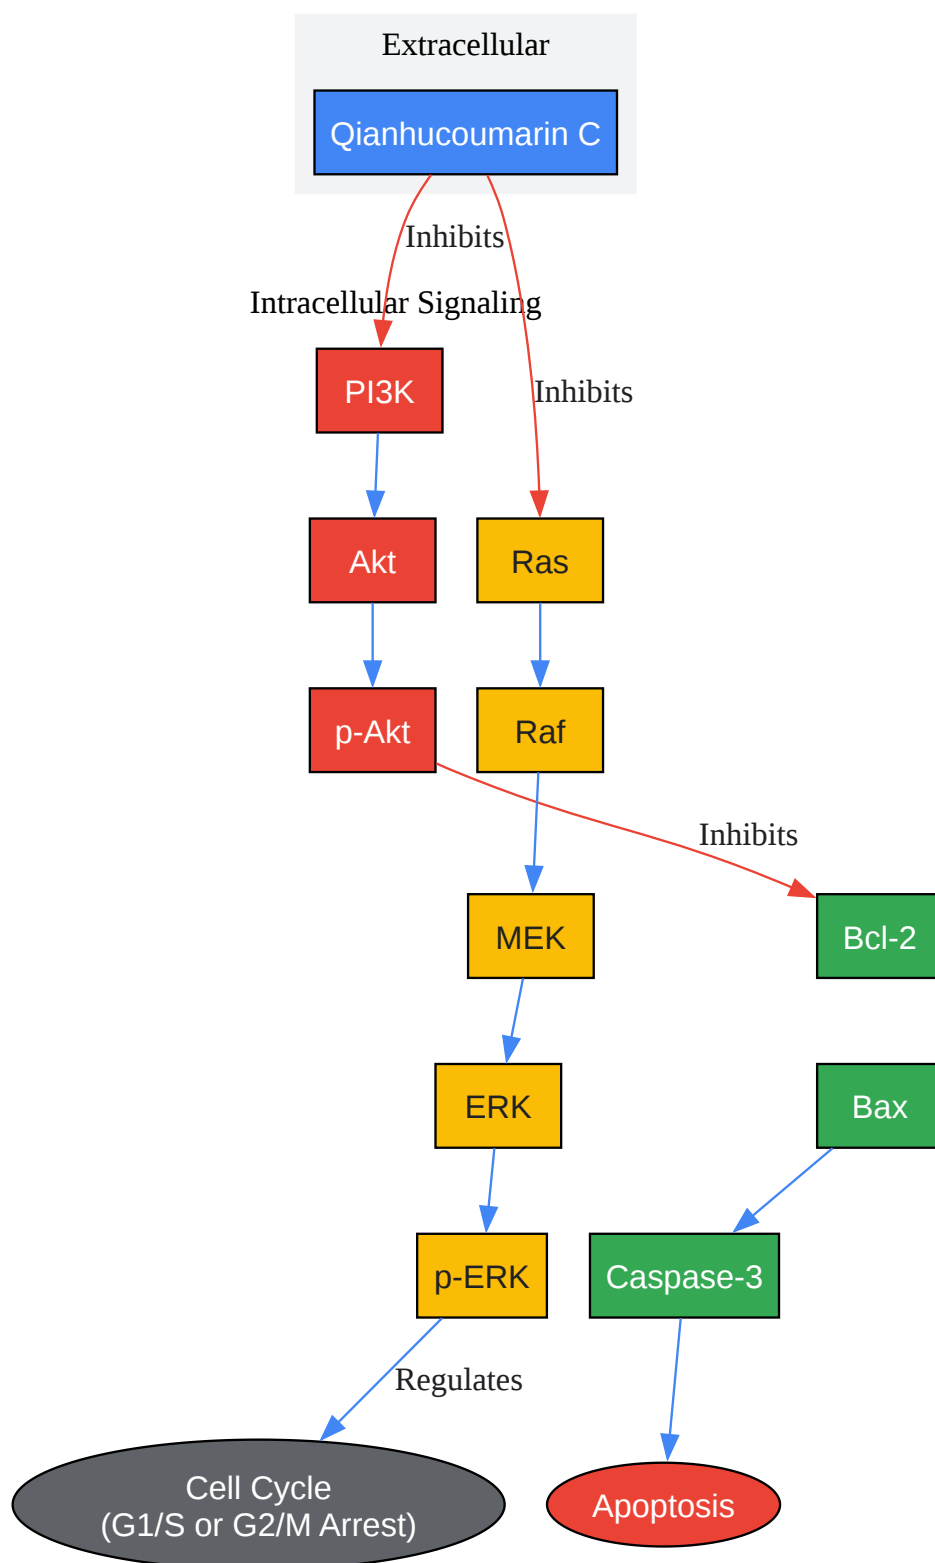 Extracellular
Qianhucoumarin C
Inhibits
Intracellular Signaling
PI3K
Inhibits
Akt
Ras
p-Akt
Raf
Inhibits
MEK
Bcl-2
ERK
Bax
p-ERK
Caspase-3
Regulates
Cell Cycle
(G1/S or G2/M Arrest)
Apoptosis